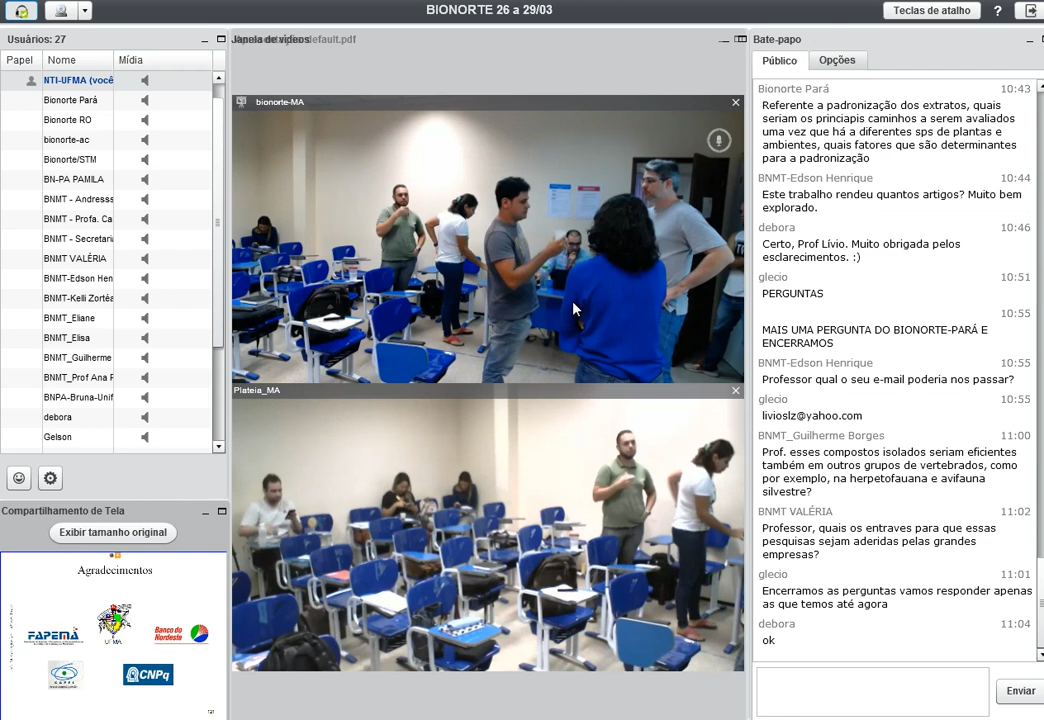 BIONORTE 26 a 29/03
Teclas de atalho
?
Usuários: 27
Papel Nome Mídia
NTI-UFMA (você
Bionorte Pará
Bionorte RO
bionorte-ac
Bionorte/STM
BN-PA PAMILA
BNMT - Andresss
BNMT - Profa. Ca
BNMT - Secretari
BNMT VALÉRIA
BNMT-Edson Hen
BNMT-Kelli Zortéa
BNMT_Eliane
BNMT_Elisa
BNMT_Guilherme
BNMT_Prof Ana P
BNPA-Bruna-Unif
debora
Gelson
Compartilhamento de Tela
Exibir tamanho original
Agradecimentos
FAPEMA
UFMA
Banco do
Nordeste
CAPES
CNPq
Janela de vídeos
default.pdf
bionorte-MA
Plateia_MA
Bate-papo
Público Opções
Bionorte Pará 10:43
Referente a padronização dos extratos, quais
seriam os princiapis caminhos a serem avaliados
uma vez que há a diferentes sps de plantas e
ambientes, quais fatores que são determinantes
para a padronização
BNMT-Edson Henrique 10:44
Este trabalho rendeu quantos artigos? Muito bem
explorado.
debora 10:46
Certo, Prof Lívio. Muito obrigada pelos
esclarecimentos. :)
glecio 10:51
PERGUNTAS
10:55
MAIS UMA PERGUNTA DO BIONORTE-PARÁ E
ENCERRAMOS
BNMT-Edson Henrique 10:55
Professor qual o seu e-mail poderia nos passar?
glecio 10:55
livioslz@yahoo.com
BNMT_Guilherme Borges 11:00
Prof. esses compostos isolados seriam eficientes
também em outros grupos de vertebrados, como
por exemplo, na herpetofauana e avifauna
silvestre?
BNMT VALÉRIA 11:02
Professor, quais os entraves para que essas
pesquisas sejam aderidas pelas grandes
empresas?
glecio 11:01
Encerramos as perguntas vamos responder apenas
as que temos até agora
debora 11:04
ok
Enviar